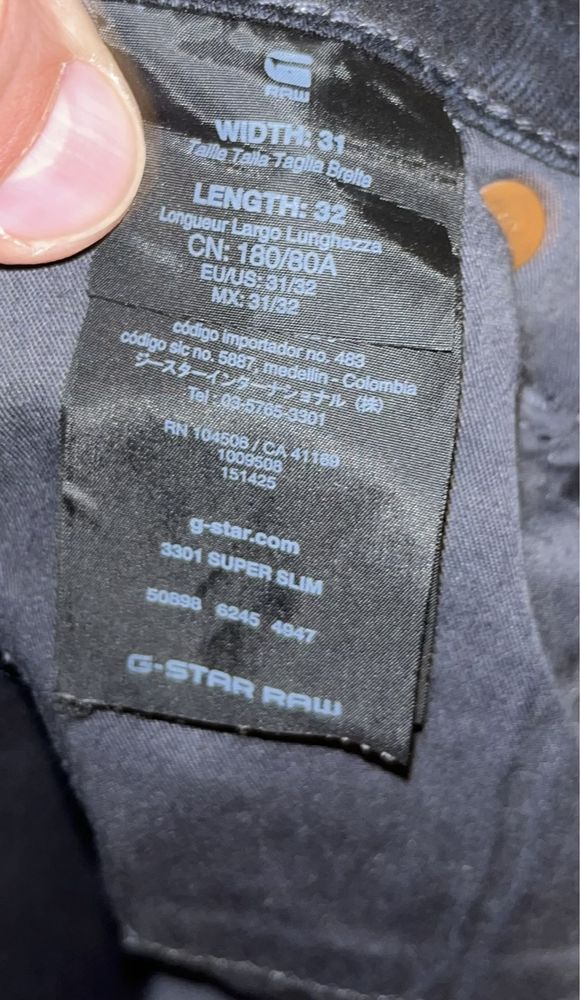 RAW
WIDTH: 31
Taille Talla Taglia Breite
LENGTH: 32
Longueur Largo Lunghezza
CN: 180/80A
EU/US: 31/32
MX: 31/32
código importador no. 483
código sic no. 5887, medellin - Colombia
ジースターインターナショナル (株)
Tel : 03-5765-3301
RN 104506 / CA 41189
1009508
151425
g-star.com
3301 SUPER SLIM
50898 6245 4947
G-STAR RAW